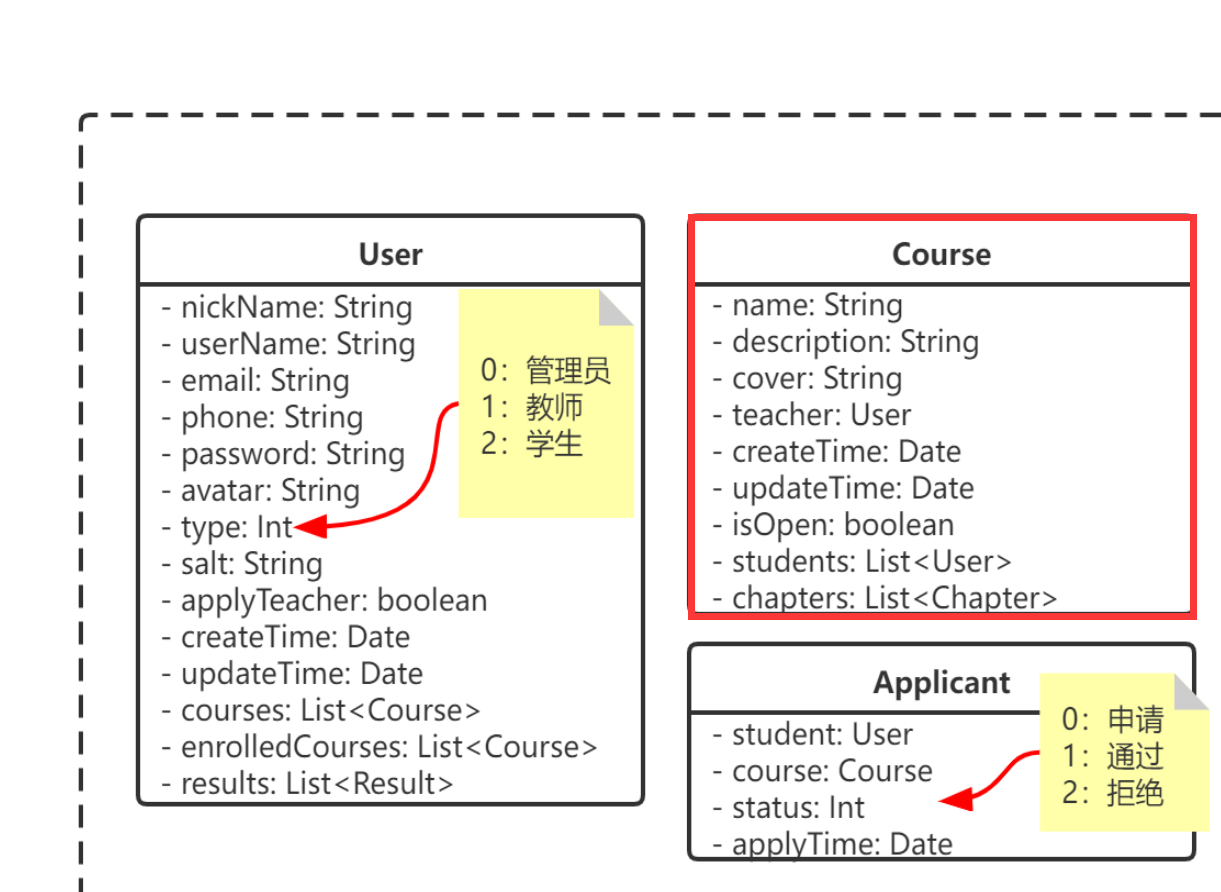 User
- nickName: String
- userName: String
- email: String
- phone: String
- password: String
- avatar: String
- type: Int
- salt: String
- applyTeacher: boolean
- createTime: Date
- updateTime: Date
- courses: List<Course>
- enrolledCourses: List<Course>
- results: List<Result>
0：管理员
1：教师
2：学生
Course
- name: String
- description: String
- cover: String
- teacher: User
- createTime: Date
- updateTime: Date
- isOpen: boolean
- students: List<User>
- chapters: List<Chapter>
Applicant
- student: User
- course: Course
- status: Int
- applyTime: Date
0：申请
1：通过
2：拒绝